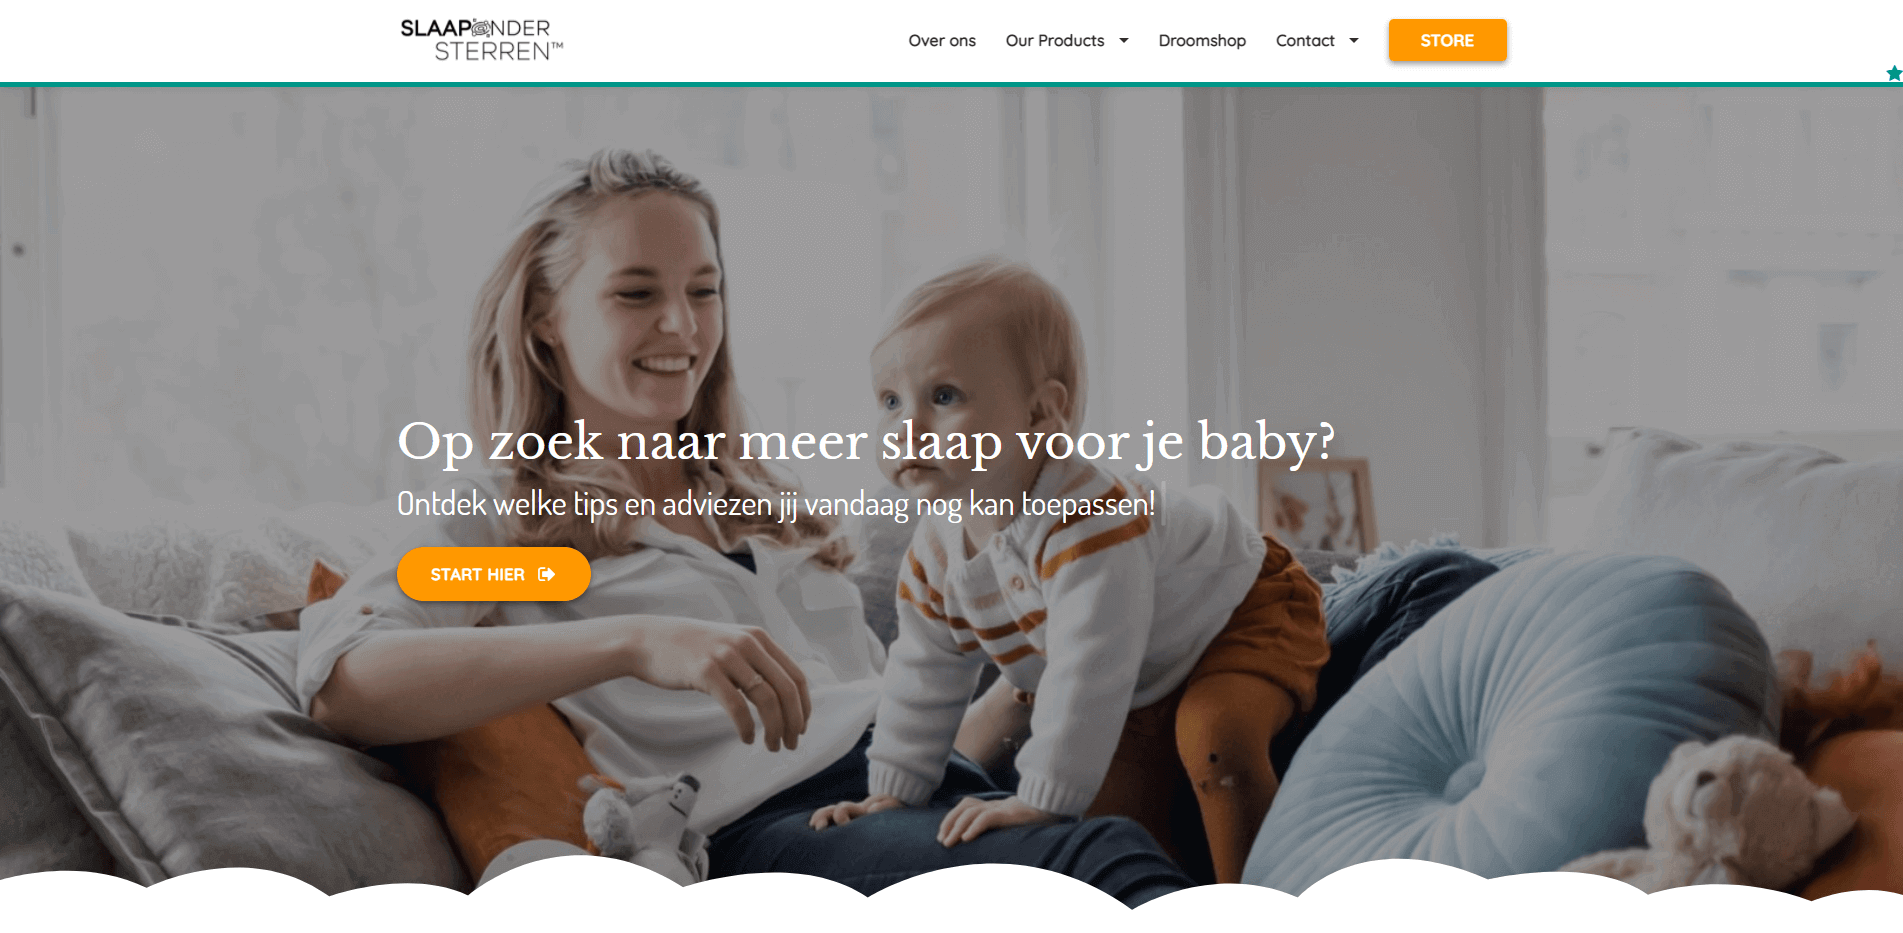 SLAAPONDER
STERREN™
Over ons
Our Products
Droomshop
Contact
STORE
Op zoek naar meer slaap voor je baby?
Ontdek welke tips en adviezen jij vandaag nog kan toepassen!
START HIER